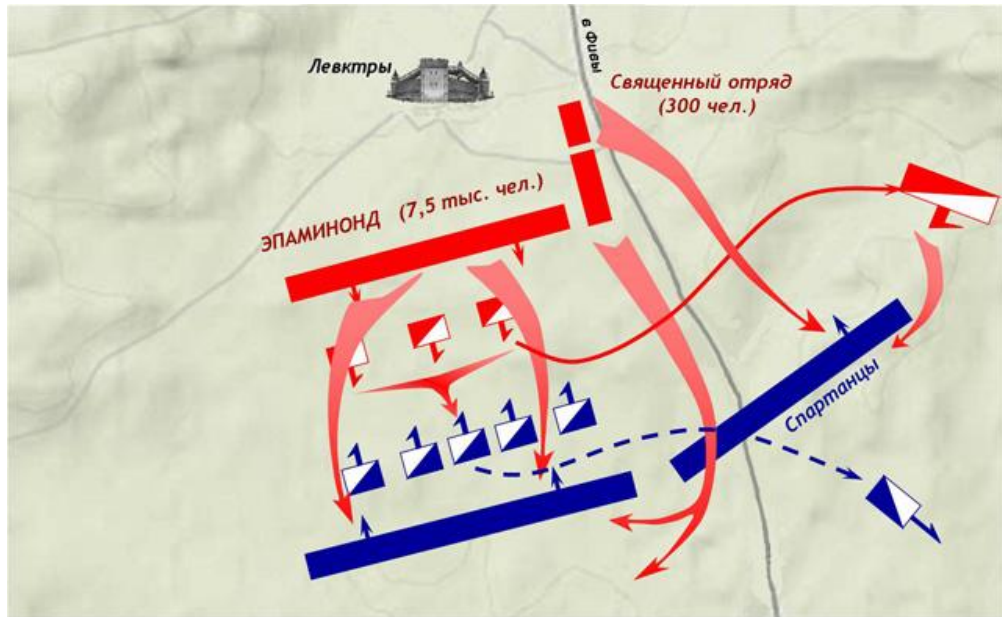 Левктры
в Фивы
Священный отряд
(300 чел.)
ЭПАМИНОНД (7,5 тыс. чел.)
Спартанцы